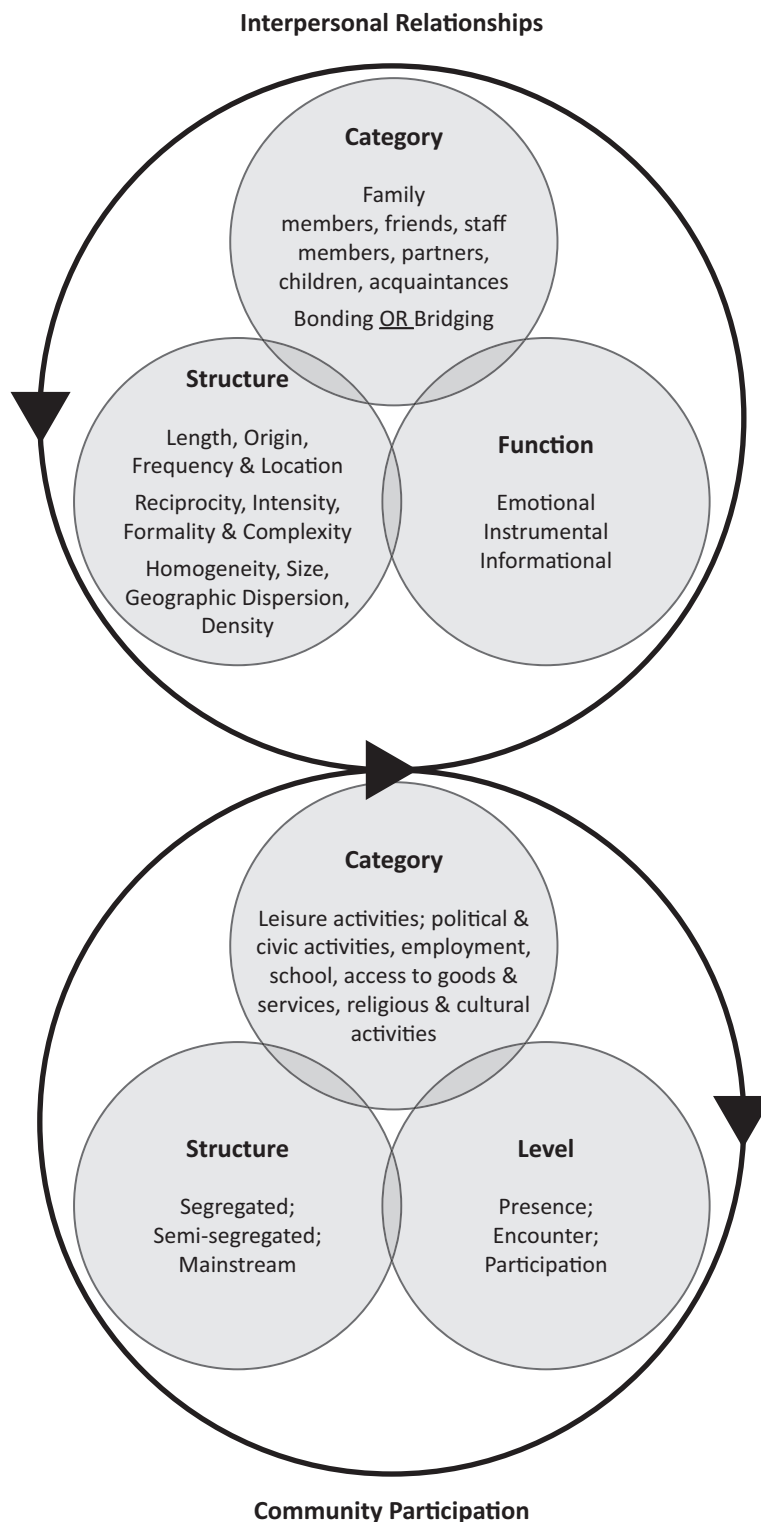 Interpersonal Relationships
Category
Family
members, friends, staff
members, partners,
children, acquaintances
Bonding OR Bridging
Structure
Length, Origin,
Frequency & Location
Reciprocity, Intensity,
Formality & Complexity
Homogeneity, Size,
Geographic Dispersion,
Density
Function
Emotional
Instrumental
Informational
Category
Leisure activities; political &
civic activities, employment,
school, access to goods &
services, religious & cultural
activities
Structure
Segregated;
Semi-segregated;
Mainstream
Level
Presence;
Encounter;
Participation
Community Participation